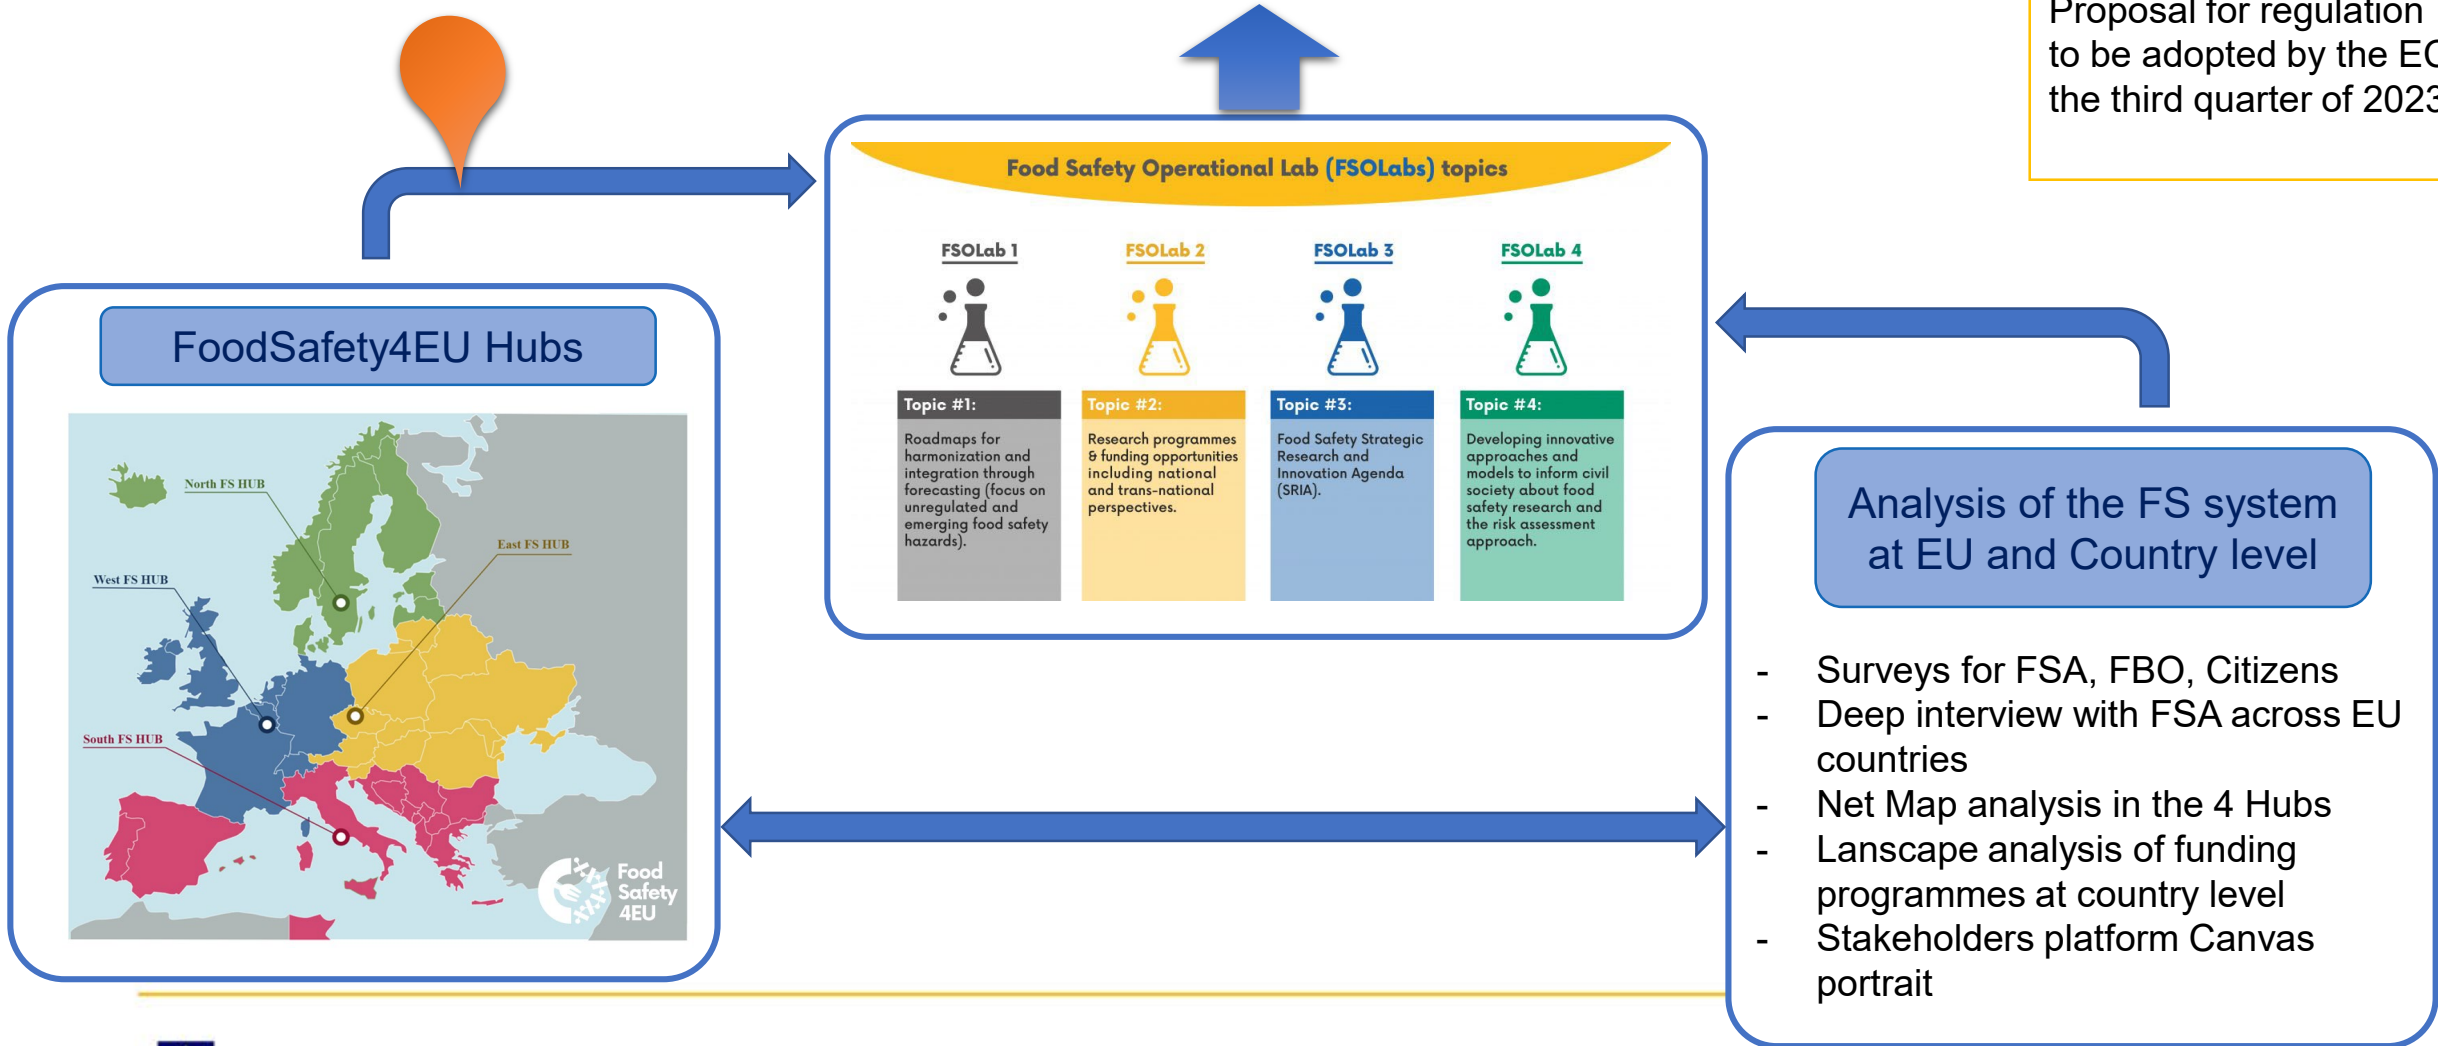 Proposal for regulation
to be adopted by the EC
the third quarter of 2023
Food Safety Operational Lab (FSOLabs) topics
FSOLab 1
FSOLab 2
FSOLab 3
FSOLab 4
Topic #1:
Roadmaps for
harmonization and
integration through
forecasting (focus on
unregulated and
emerging food safety
hazards).
Topic #2:
Research programmes
& funding opportunities
including national
and trans-national
perspectives.
Topic #3:
Food Safety Strategic
Research and
Innovation Agenda
(SRIA).
Topic #4:
Developing innovative
approaches and
models to inform civil
society about food
safety research and
the risk assessment
approach.
FoodSafety4EU Hubs
North FS HUB
East FS HUB
West FS HUB
South FS HUB
Food
Safety
4EU
Analysis of the FS system
at EU and Country level
- Surveys for FSA, FBO, Citizens
- Deep interview with FSA across EU
countries
- Net Map analysis in the 4 Hubs
- Lanscape analysis of funding
programmes at country level
- Stakeholders platform Canvas
portrait